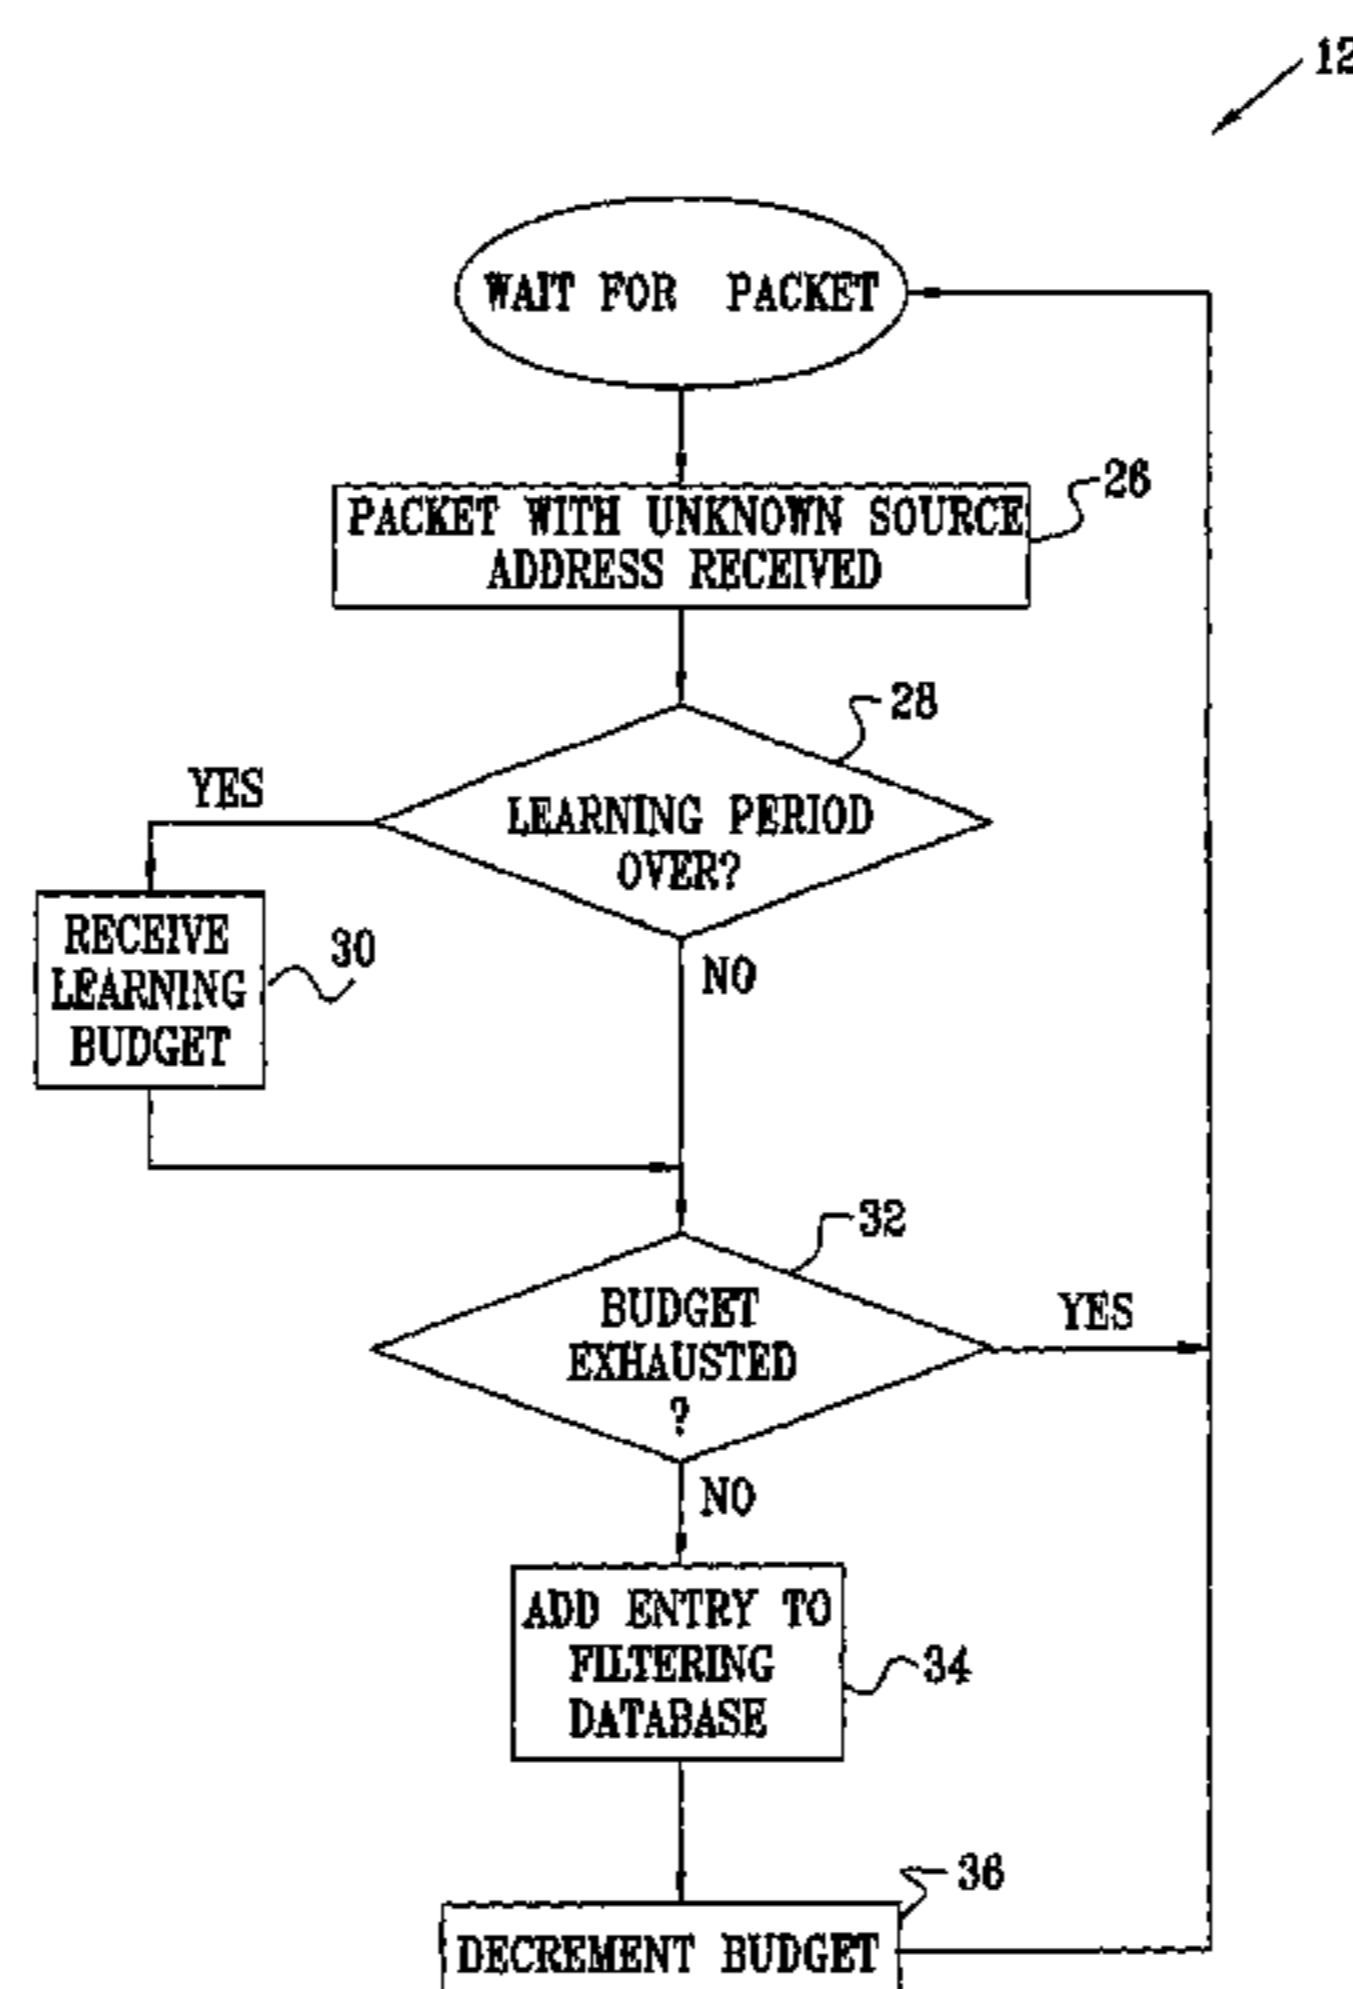 12
WAIT FOR PACKET
PACKET WITH UNKNOWN SOURCE
ADDRESS RECEIVED
26
28
YES
LEARNING PERIOD
OVER?
NO
RECEIVE
LEARNING
BUDGET
30
32
BUDGET
EXHAUSTED
?
YES
NO
ADD ENTRY TO
FILTERING
DATABASE
34
36
DECREMENT BUDGET